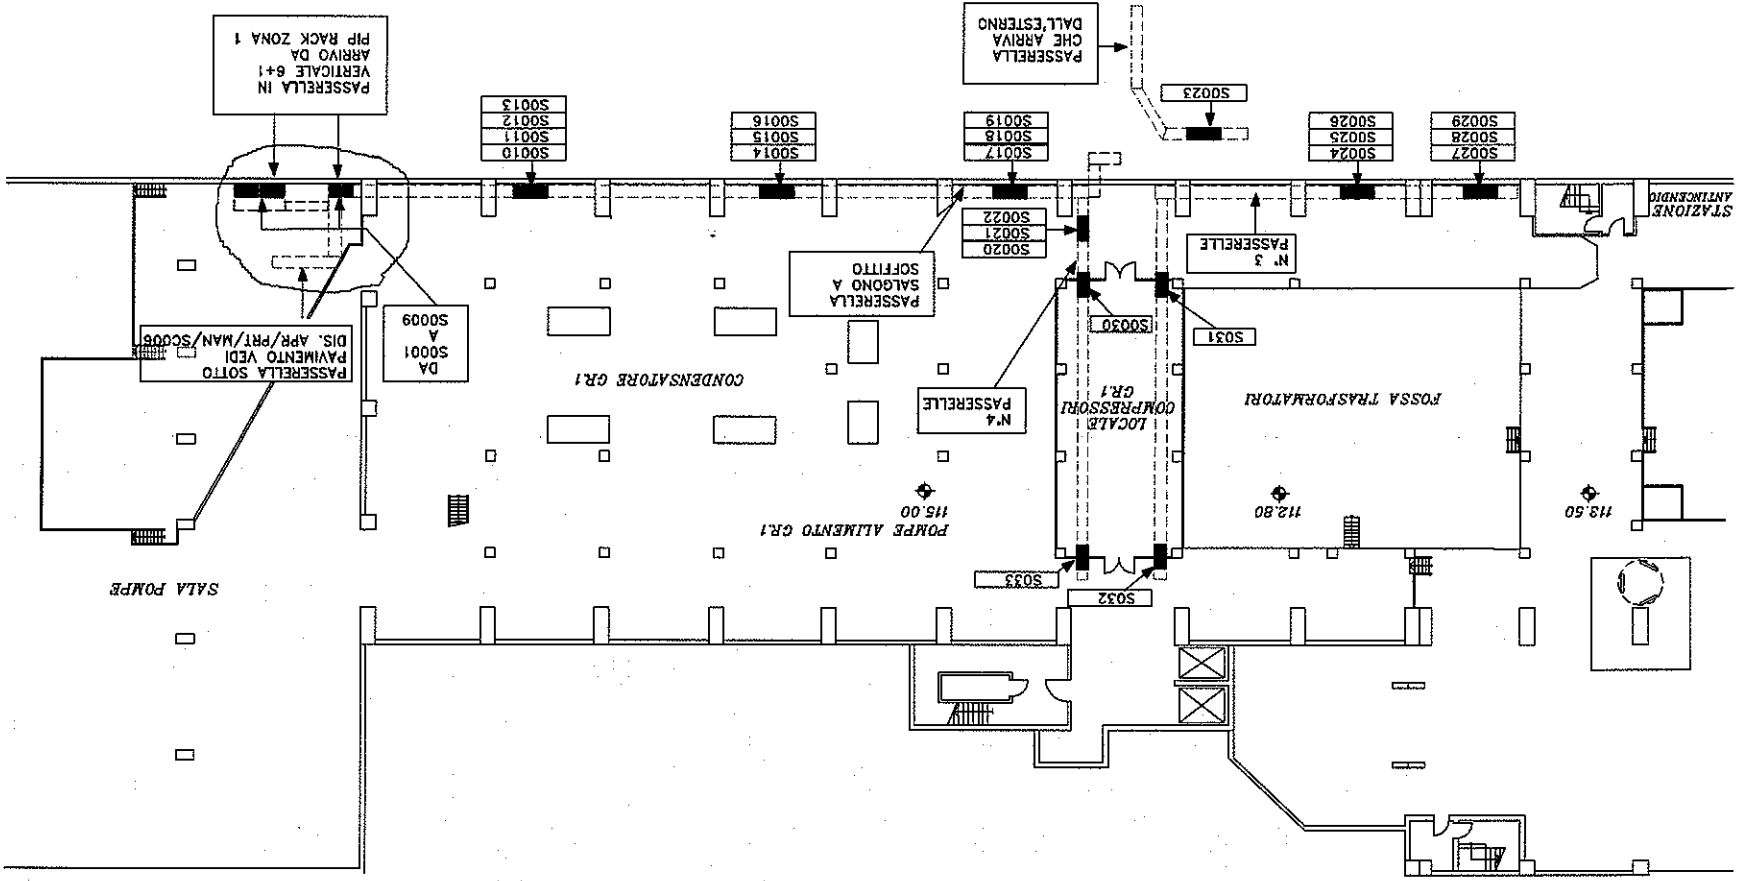 S032
S033
SALA POMPE
POMPE ALIMENTO GR.1
113.50
112.80
115.00
FOSSA TRASFORMATORI
LOCALE
COMPRESSORI
GR.1
N°4
PASSERELLE
CONDENSATORE GR.1
DA
S0001
A
S0009
PASSERELLA SOTTO
PAVIMENTO VEDI
DIS. APR/PRT/MAN/SC006
S031
S0030
PASSERELLA
SALGONO A
SOFFITTO
N° 3
PASSERELLE
S0020
S0021
S0022
STAZIONE
ANTINCENDIO
S0027
S0028
S0029
S0024
S0025
S0026
S0023
S0017
S0018
S0019
S0014
S0015
S0016
S0010
S0011
S0012
S0013
PASSERELLA
CHE ARRIVA
DALL'ESTERNO
PASSERELLA IN
VERTICALE 6+1
ARRIVO DA
PIP RACK ZONA 1